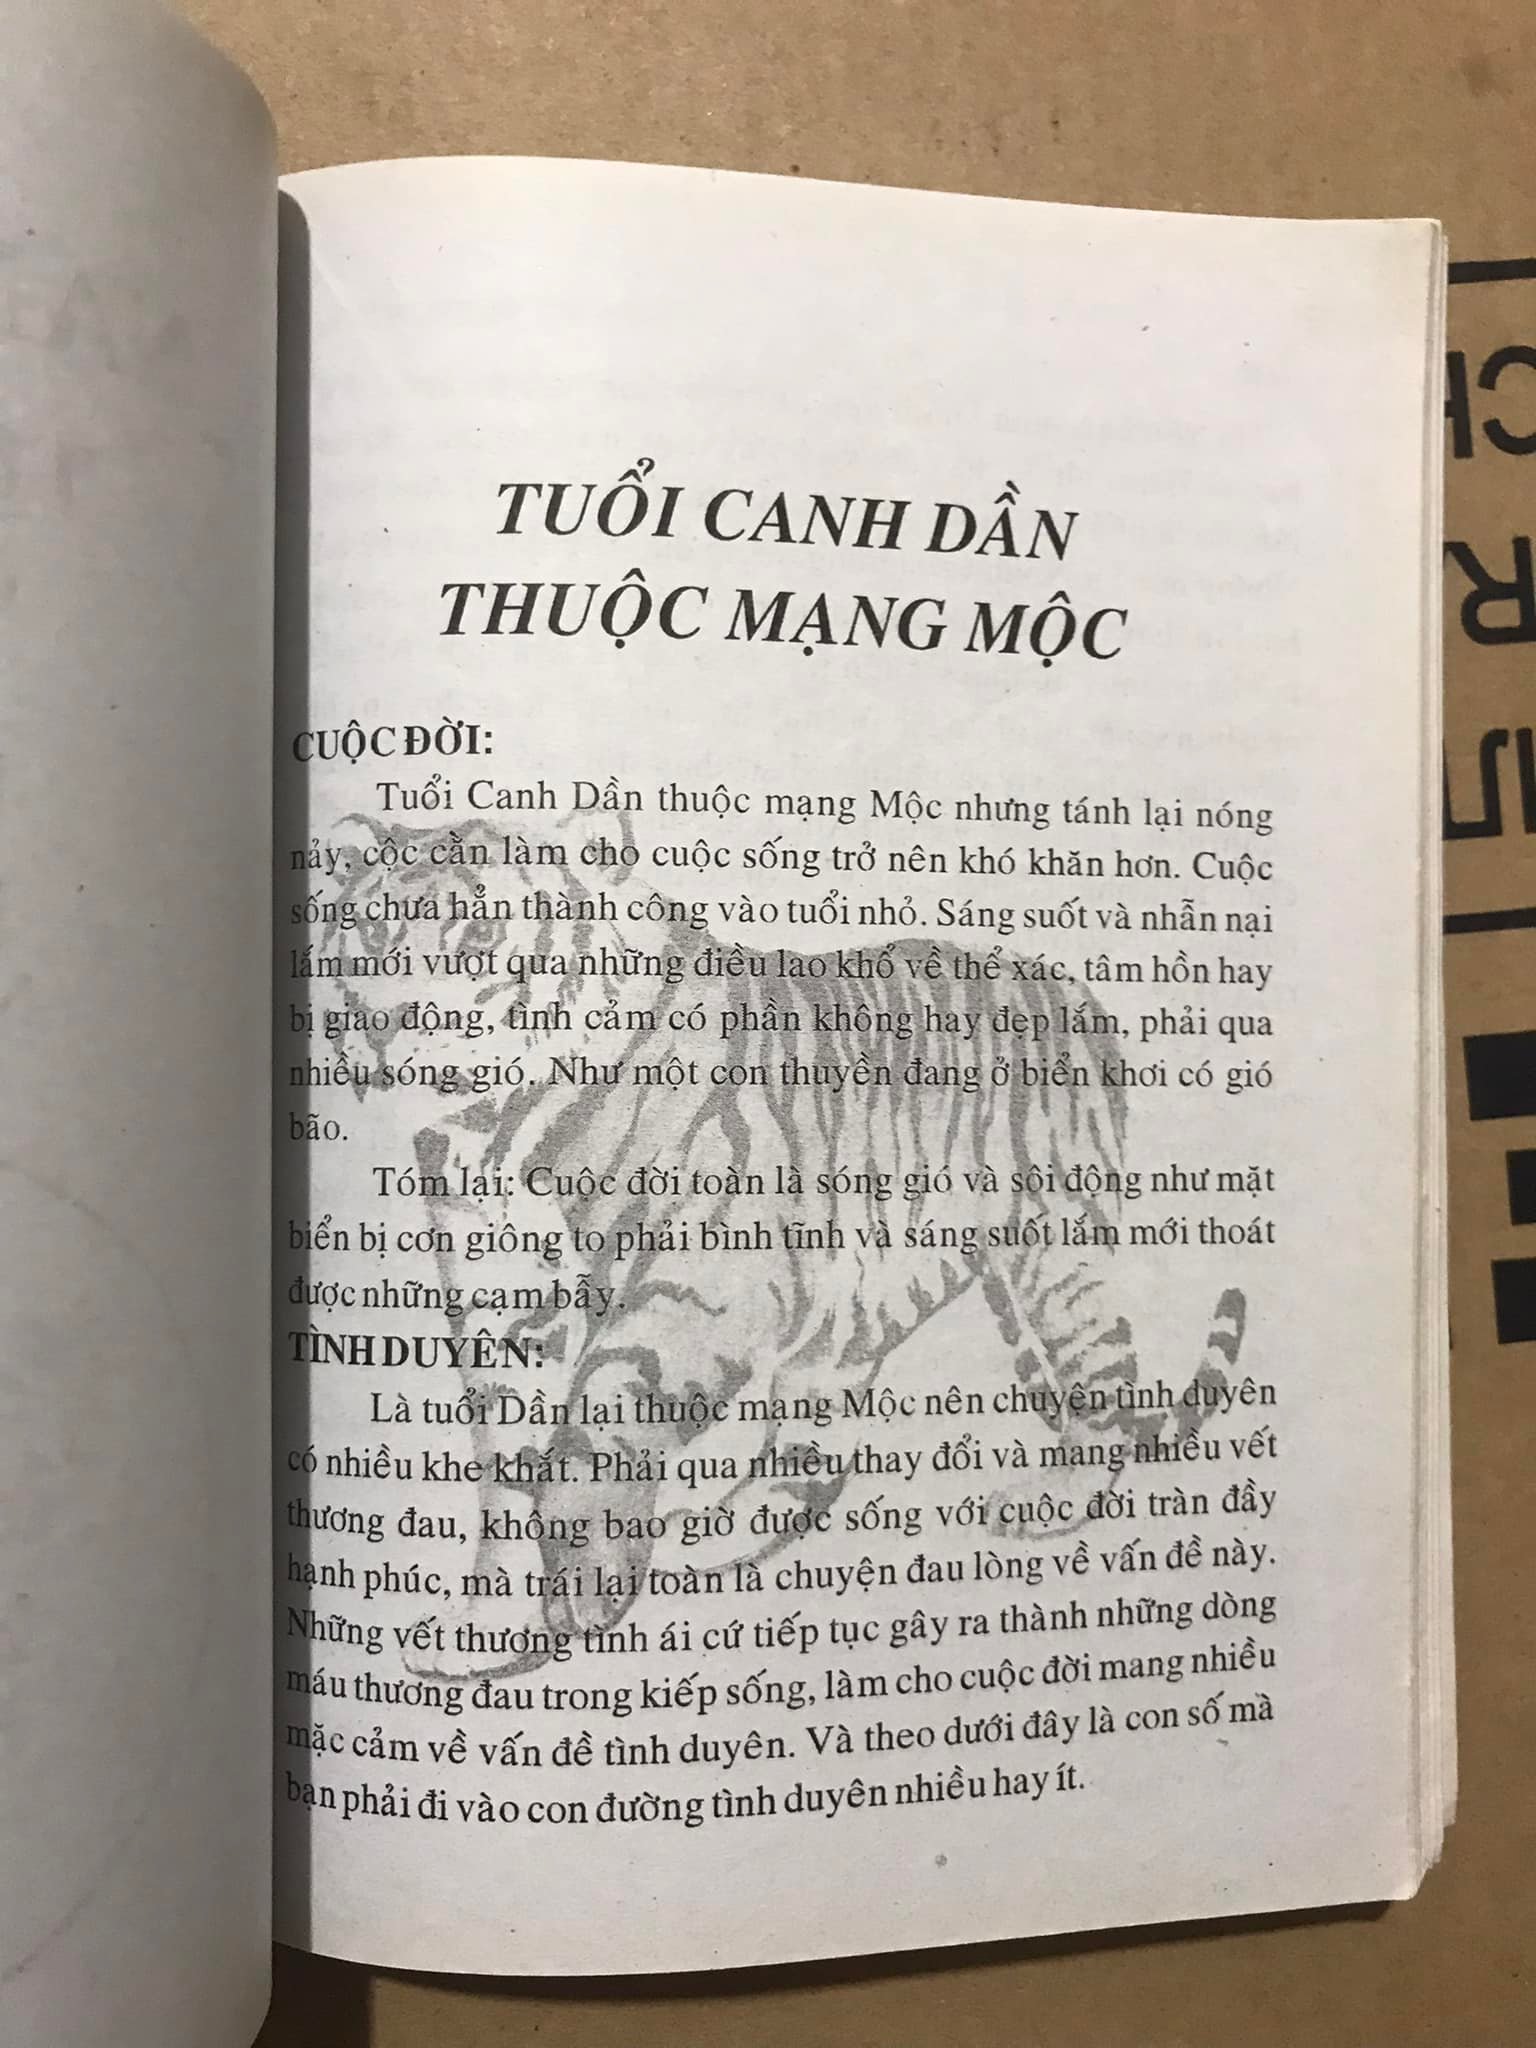 TUỔI CANH DẦN
THUỘC MẠNG MỘC
CUỘC ĐỜI:
Tuổi Canh Dần thuộc mạng Mộc nhưng tánh lại nóng
nảy, cộc cằn làm cho cuộc sống trở nên khó khăn hơn. Cuộc
sống chưa hẳn thành công vào tuổi nhỏ. Sáng suốt và nhẫn nại
lắm mới vượt qua những điều lao khổ về thể xác, tâm hồn hay
bị giao động, tình cảm có phần không hay đẹp lắm, phải qua
nhiều sóng gió. Như một con thuyền đang ở biển khơi có gió
bão.
Tóm lại: Cuộc đời toàn là sóng gió và sôi động như mặt
biển bị cơn giông to phải bình tĩnh và sáng suốt lắm mới thoát
được những cạm bẫy.
TÌNH DUYÊN:
Là tuổi Dần lại thuộc mạng Mộc nên chuyện tình duyên
có nhiều khe khắt. Phải qua nhiều thay đổi và mang nhiều vết
thương đau, không bao giờ được sống với cuộc đời tràn đầy
hạnh phúc, mà trái lại toàn là chuyện đau lòng về vấn đề này.
Những vết thương tình ái cứ tiếp tục gây ra thành những dòng
máu thương đau trong kiếp sống, làm cho cuộc đời mang nhiều
mặc cảm về vấn đề tình duyên. Và theo dưới đây là con số mà
bạn phải đi vào con đường tình duyên nhiều hay ít.
CH
R